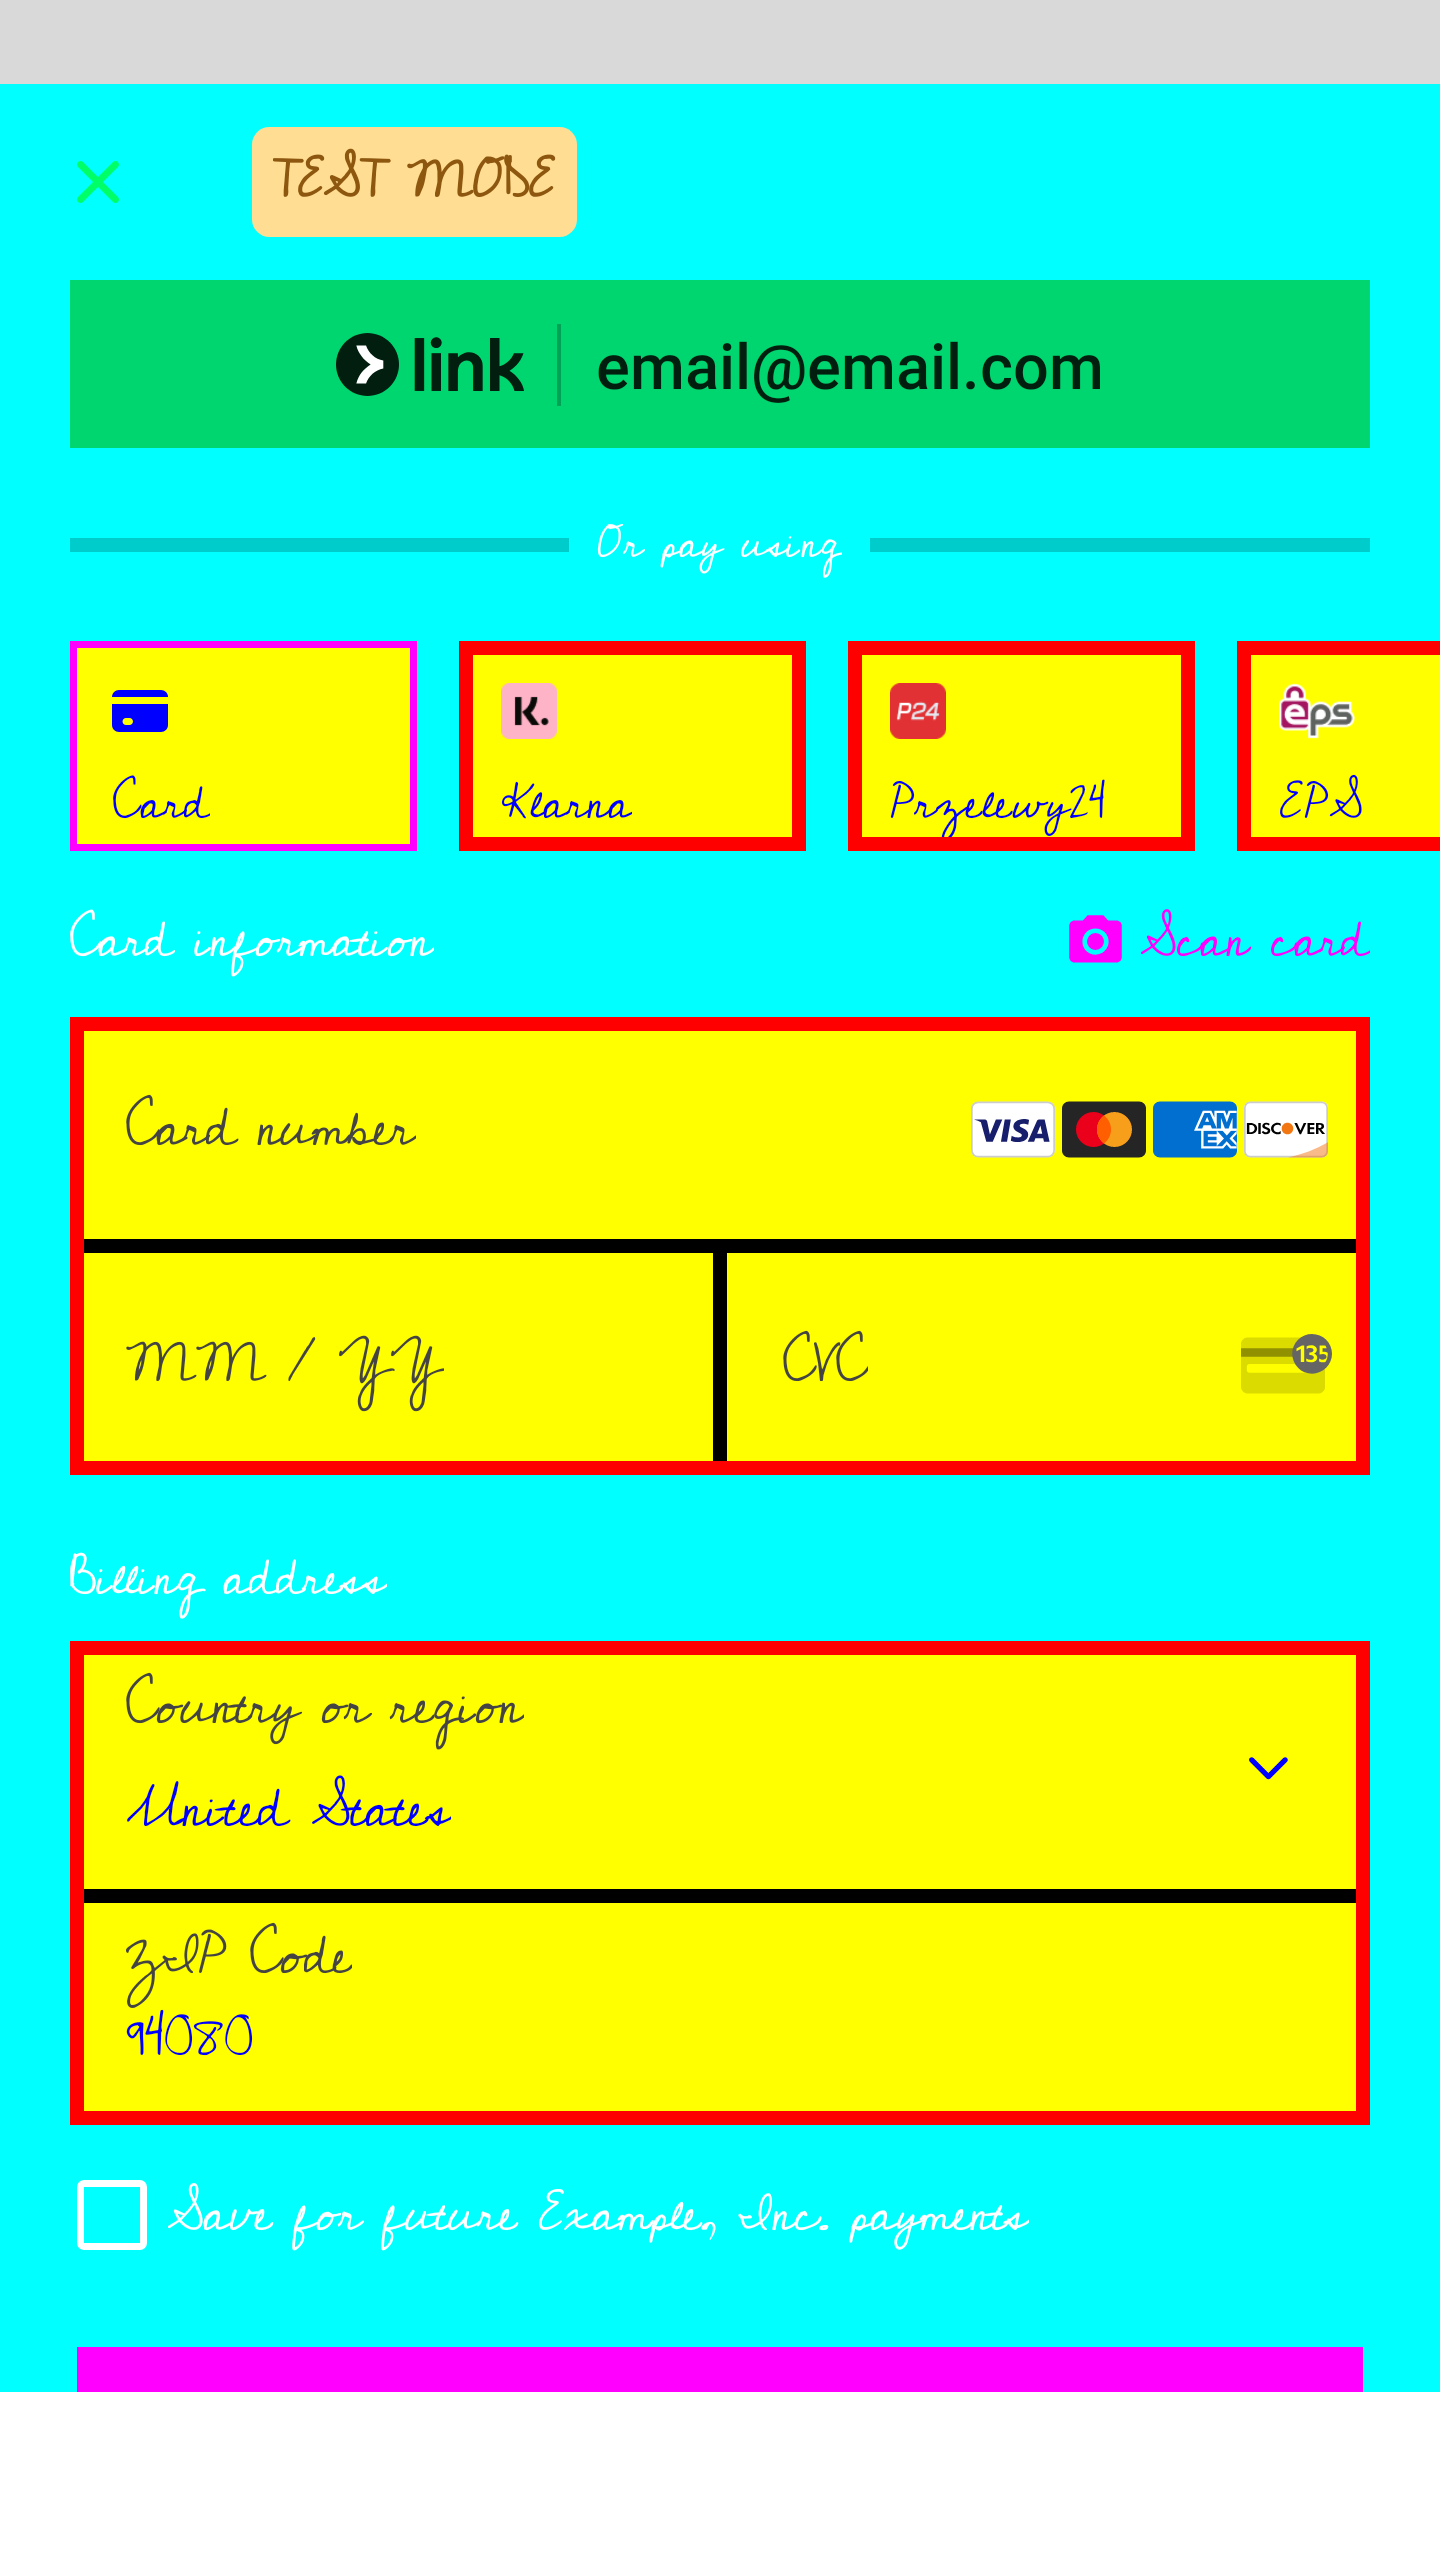 TEST MODE
link email@email.com
Or pay using
K. P24 eps
Card Klarna Przelewy24 EPS
Card information Scan card
Card number VISA AMEX DISCOVER
MM / YY CVC 135
Billing address
Country or region
United States
ZIP Code
94080
Save for future Example, Inc. payments